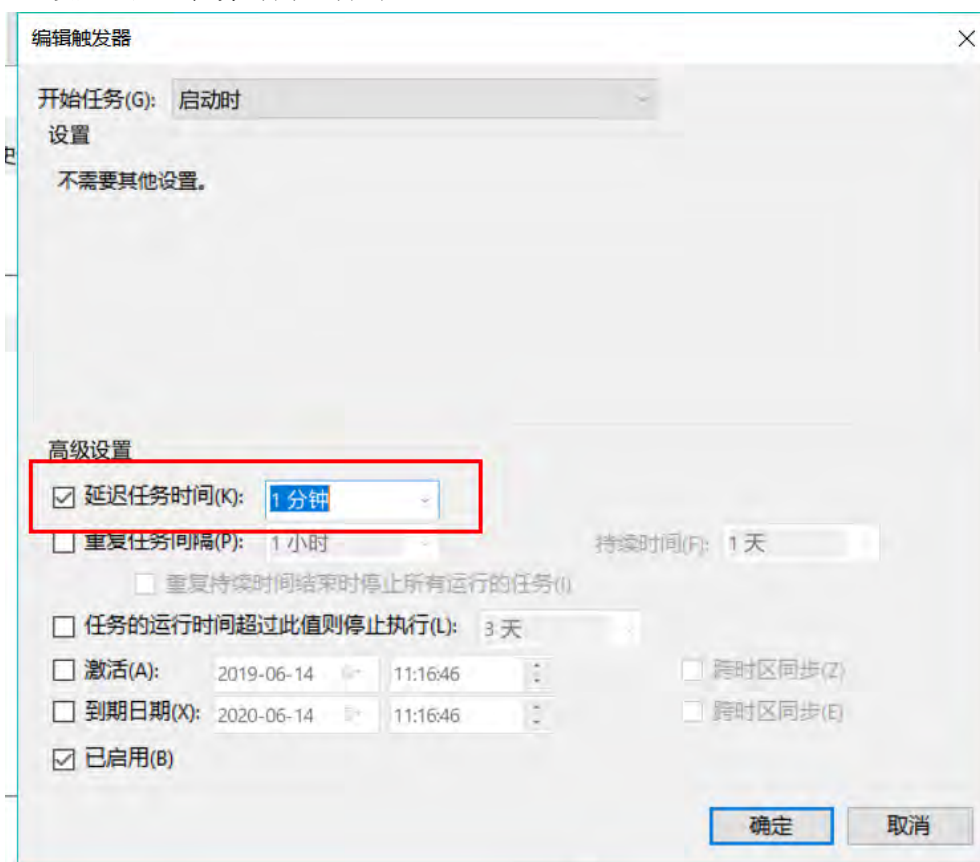 编辑触发器
开始任务(G): 启动时
设置
不需要其他设置。
高级设置
延迟任务时间(K): 1 分钟
重复任务间隔(P): 1 小时 持续时间(F): 1 天
重复持续时间结束时停止所有运行的任务(I)
任务的运行时间超过此值则停止执行(L): 3 天
激活(A): 2019-06-14 11:16:46 跨时区同步(Z)
到期日期(X): 2020-06-14 11:16:46 跨时区同步(E)
已启用(B)
确定 取消